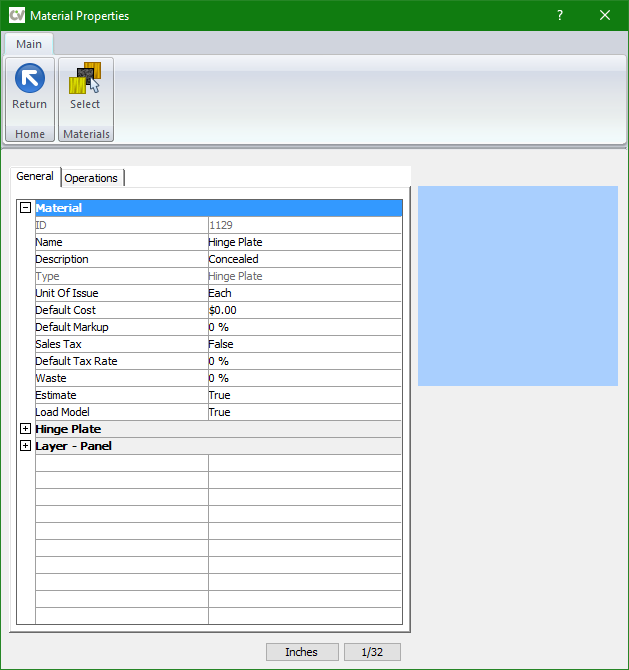 CV Material Properties ?
Main
Return
Select
Home
Materials
General Operations
Material
ID 1129
Name Hinge Plate
Description Concealed
Type Hinge Plate
Unit Of Issue Each
Default Cost $0.00
Default Markup 0 %
Sales Tax False
Default Tax Rate 0 %
Waste 0 %
Estimate True
Load Model True
Hinge Plate
Layer - Panel
Inches 1/32